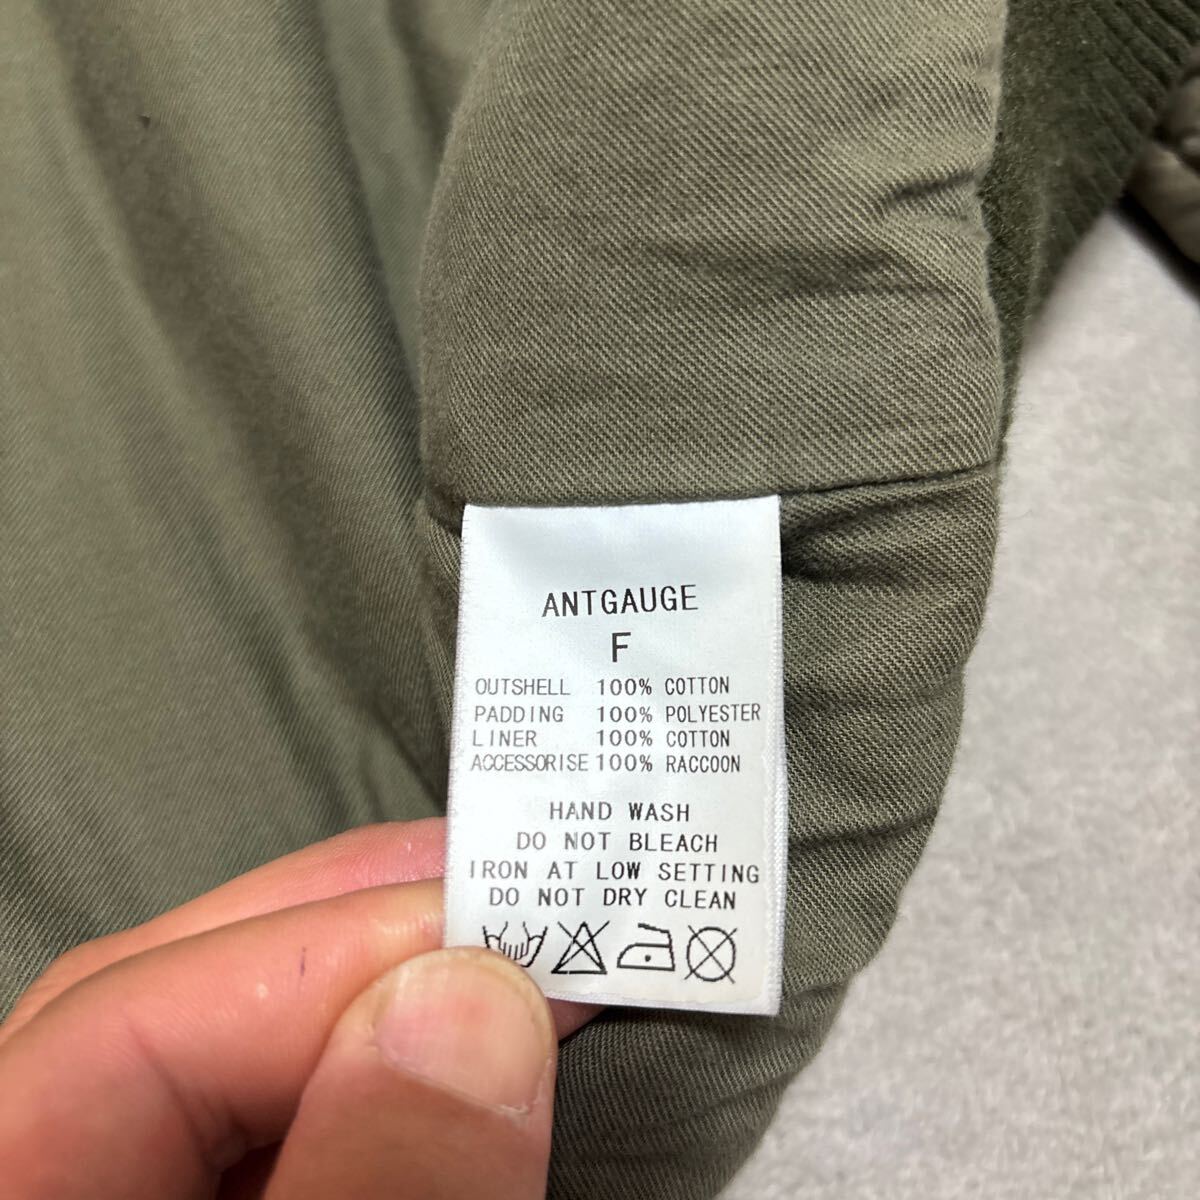 ANTGAUGE
F
OUTSHELL 100% COTTON
PADDING 100% POLYESTER
LINER 100% COTTON
ACCESSORISE 100% RACCOON
HAND WASH
DO NOT BLEACH
IRON AT LOW SETTING
DO NOT DRY CLEAN